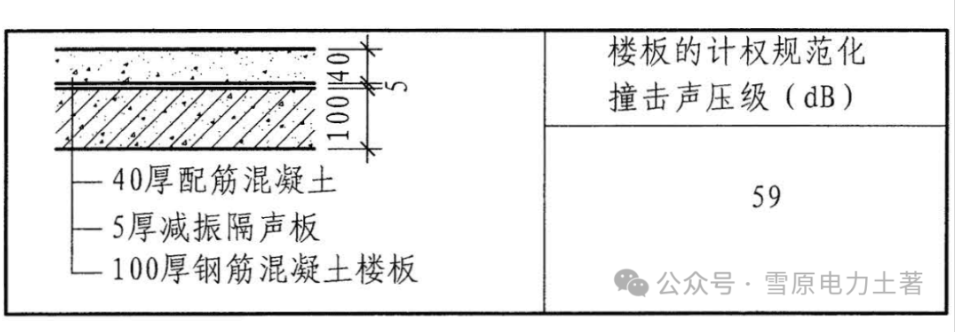 楼板的计权规范化
撞击声压级（dB）
40
5
100
40厚配筋混凝土
5厚减振隔声板
100厚钢筋混凝土楼板
59
公众号·雪原电力土著